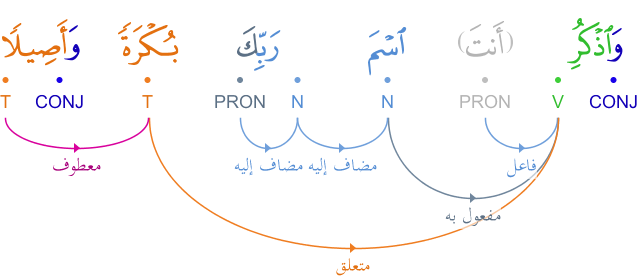 وَٱذْكُرِ (أَنتَ) ٱسْمَ رَبِّكَ بُكْرَةً وَأَصِيلًا
CONJ V PRON N N PRON T CONJ T
فاعل مضاف إليه مضاف إليه معطوف
مفعول به
متعلق